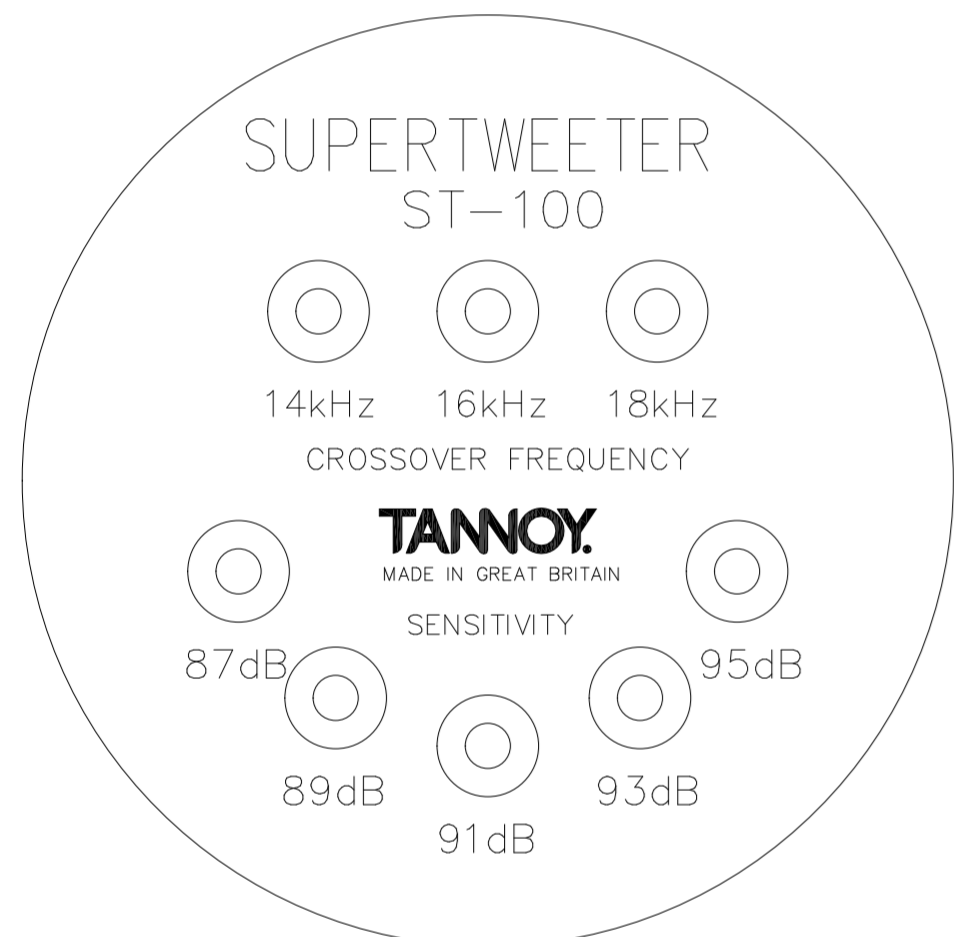 SUPERTWEETER
ST-100
14kHz 16kHz 18kHz
CROSSOVER FREQUENCY
TANNOY.
MADE IN GREAT BRITAIN
SENSITIVITY
87dB 95dB
89dB 93dB
91dB